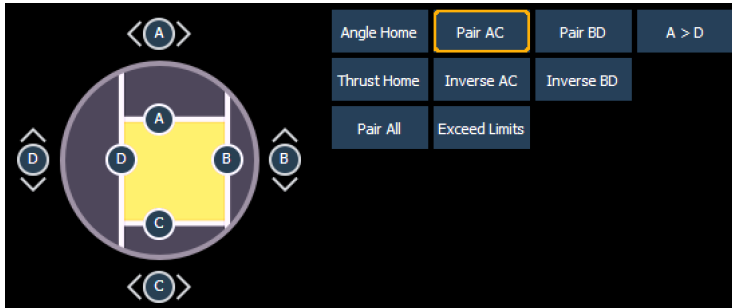 A
A
D
D
B
B
C
C
Angle Home
Pair AC
Pair BD
A > D
Thrust Home
Inverse AC
Inverse BD
Pair All
Exceed Limits